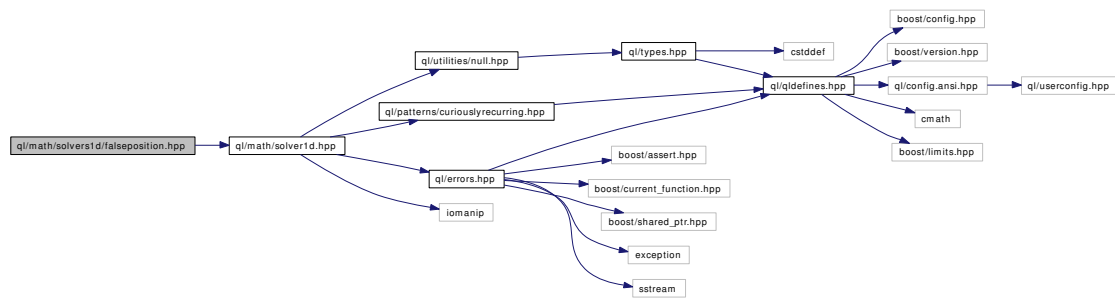 boost/config.hpp
ql/utilities/null.hpp
ql/types.hpp
cstddef
boost/version.hpp
ql/qldefines.hpp
ql/config.ansi.hpp
ql/userconfig.hpp
ql/patterns/curiouslyrecurring.hpp
cmath
ql/math/solvers1d/falseposition.hpp
ql/math/solver1d.hpp
boost/limits.hpp
boost/assert.hpp
ql/errors.hpp
boost/current_function.hpp
iomanip
boost/shared_ptr.hpp
exception
sstream